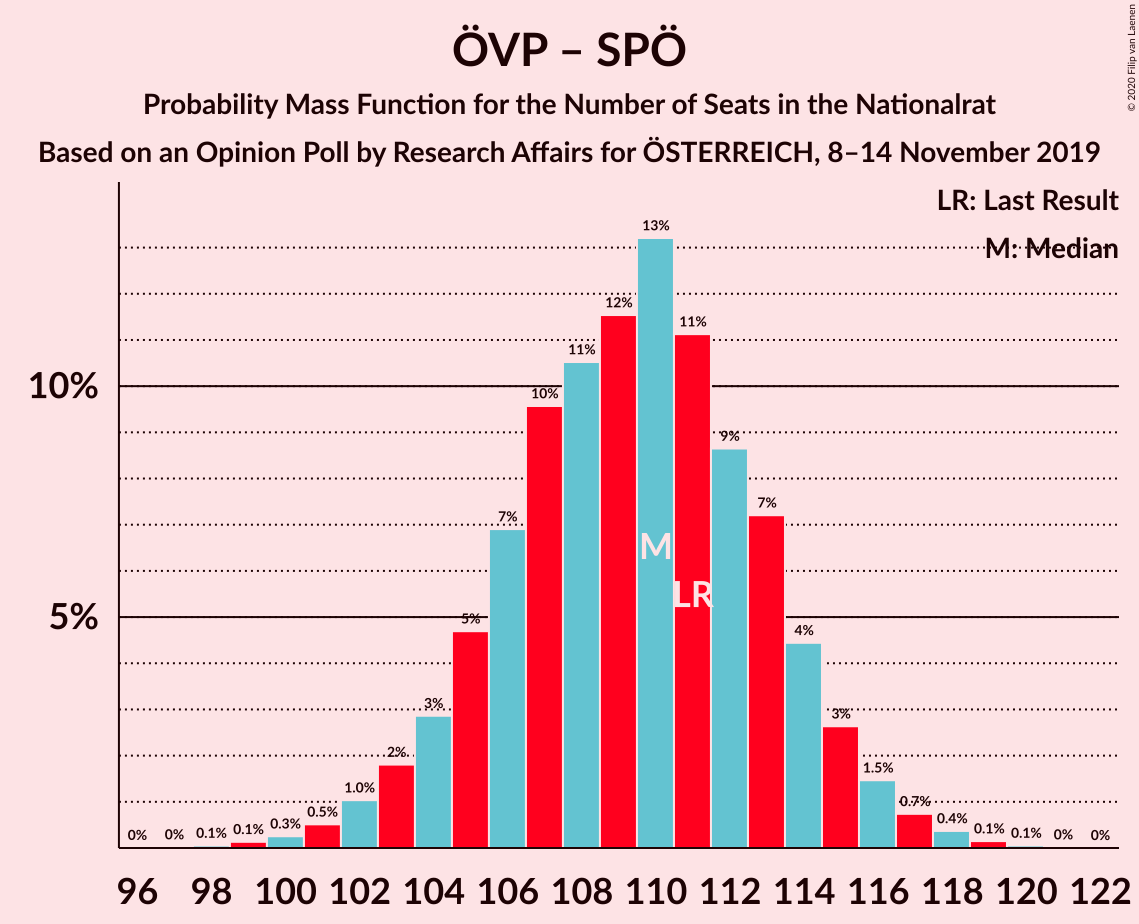 ÖVP – SPÖ
Probability Mass Function for the Number of Seats in the Nationalrat
Based on an Opinion Poll by Research Affairs for ÖSTERREICH, 8–14 November 2019
© 2020 Filip van Laenen
LR: Last Result
M: Median
10%
5%
0% 0% 0.1% 0.1% 0.3% 0.5% 1.0% 2% 3% 5% 7% 10% 11% 12% 13% 11% 9% 7% 4% 3% 1.5% 0.7% 0.4% 0.1% 0.1% 0% 0%
M
LR
96 98 100 102 104 106 108 110 112 114 116 118 120 122